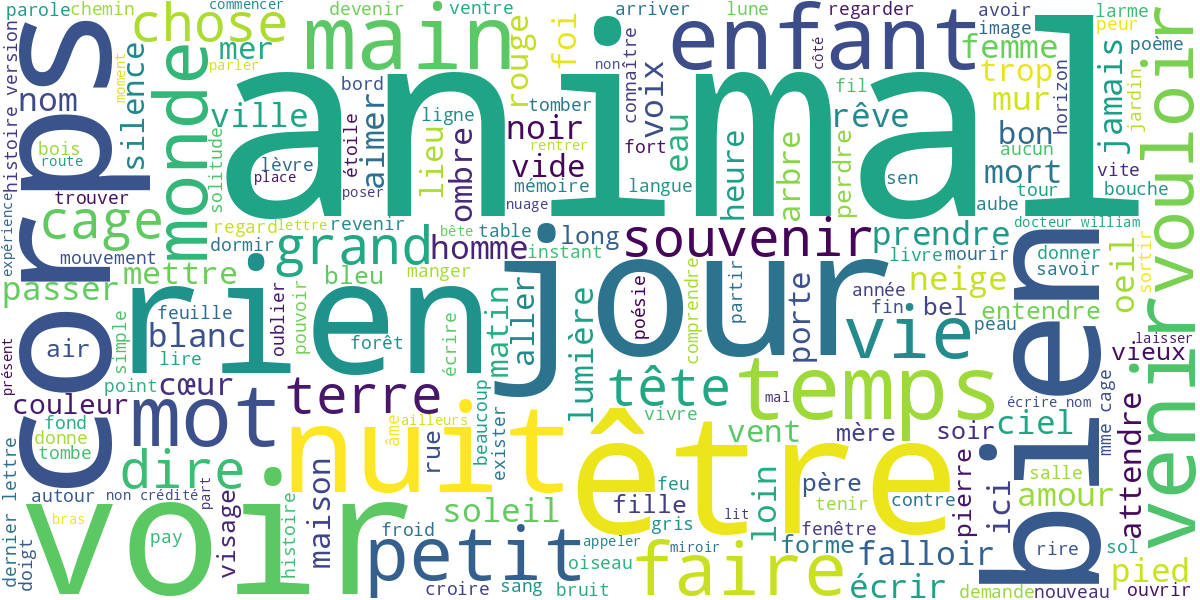 parole
chemin
commencer
devenir
ventre
lune
regarder
avoir
larme
chose
main
arriver
enfant
image
peur
histoire version
corps
mer
rouge
foi
non
connaître
côté
femme
poème
moment
parler
monde
silence
animal
bord
voix
fil
trop
horizon
jamais
jardin
vouloir
nom
ville
aimer
ligne
tomber
noir
eau
rêve
mur
bois
route
solitude
lèvre
place
étoile
lieu
ombre
rentrer
fort
heure
arbre
perdre
bon
aucun
trouver
poser
vide
mémoire
langue
sen
mort
vite
nuage
aube
tour
bouche
expérience
cage
regard
lettre
revenir
bête
table
long
souvenir
prendre
docteur william
mouvement
dormir
grand
homme
instant
livre
mourir
bien
donner
savoir
oeil
sortir
passer
mettre
bleu
manger
jour
comprendre
partir
année
neige
rien
feuille
oublier
pouvoir
matin
aller
lumière
poésie
porte
fin
bel
entendre
venir
air
simple
blanc
lire
forêt
écrire
vie
peau
laisser
présent
point
cœur
tête
temps
mal
vieux
couleur
mot
terre
beaucoup
vivre
écrire nom
mme cage
fond
donne
tombe
nuit
âme
ailleurs
être
vent
mère
soir
ciel
attendre
dernier lettre
dire
rue
exister
autour
non crédité
part
visage
histoire
maison
feu
loin
père
pierre
ici
salle
amour
doigt
bras
voir
soleil
fille
lit
tenir
contre
pay
froid
gris
fenêtre
petit
appeler
miroir
forme
falloir
rire
sol
croire
sang
oiseau
bruit
faire
écrir
demande
nouveau
pied
ouvrir